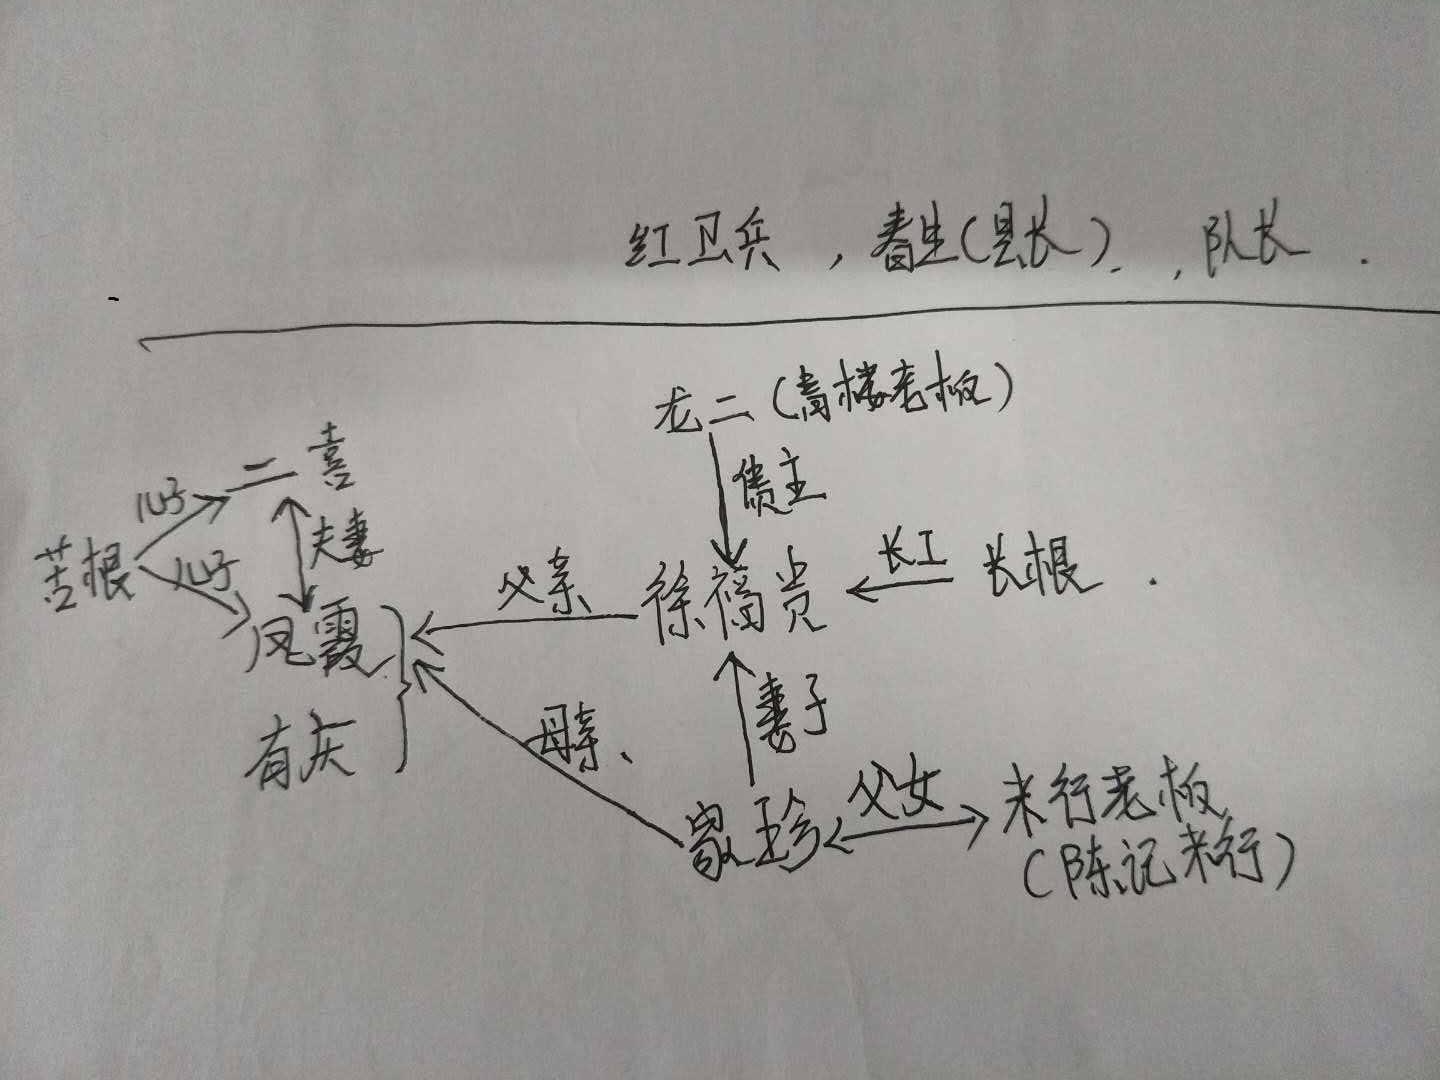 红卫兵，春生(县长)．，队长．
龙二(青楼老板)
债主
二喜
儿子
夫妻
苦根
儿子
凤霞
有庆
父亲
徐福贵
长工
长根．
母亲、
妻子
家珍
父女
米行老板
(陈记米行)